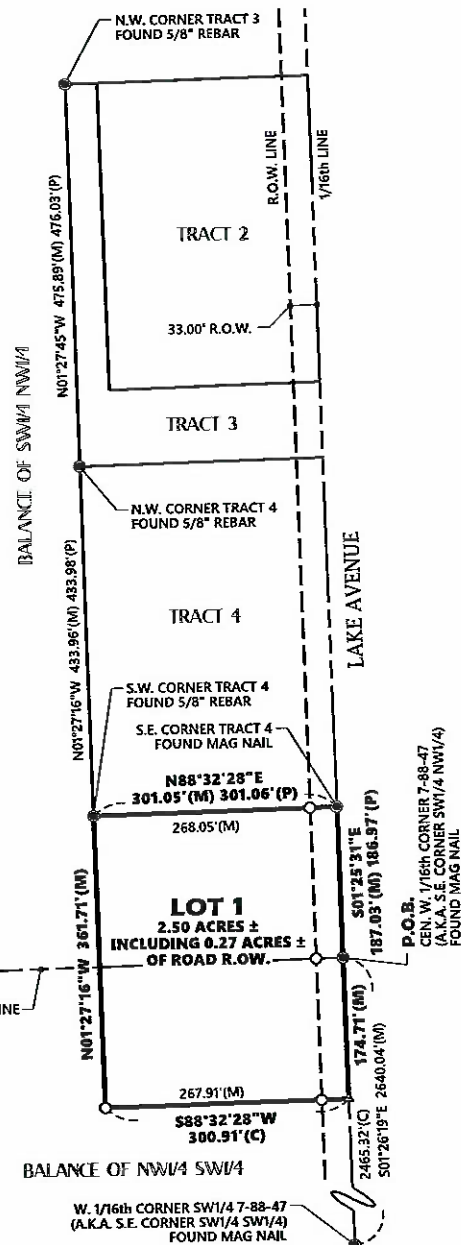 N.W. CORNER TRACT 3
FOUND 5/8" REBAR
R.O.W. LINE
1/16th LINE
N01°27'45"W 475.89'(M) 476.03'(P)
TRACT 2
33.00' R.O.W.
BALANCE OF SW1/4 NW1/4
TRACT 3
N.W. CORNER TRACT 4
FOUND 5/8" REBAR
N01°27'16"W 433.96'(M) 433.98'(P)
TRACT 4
LAKE AVENUE
S.W. CORNER TRACT 4
FOUND 5/8" REBAR
S.E. CORNER TRACT 4
FOUND MAG NAIL
N88°32'28"E
301.05'(M) 301.06'(P)
268.05'(M)
S01°25'31"E
187.03'(M) 186.97'(P)
P.O.B.
CEN. W. 1/16th CORNER 7-88-47
(A.K.A. S.E. CORNER SW1/4 NW1/4)
FOUND MAG NAIL
LOT 1
2.50 ACRES ±
INCLUDING 0.27 ACRES ±
OF ROAD R.OW.
N01°27'16"W 361.71'(M)
INE
174.71'(M)
267.91'(M)
S88°32'28"W
300.91'(C)
2465.32'(C)
S01°26'19"E 2640.04'(M)
BALANCE OF NW1/4 SW1/4
W. 1/16th CORNER SW1/4 7-88-47
(A.K.A. S.E. CORNER SW1/4 SW1/4)
FOUND MAG NAIL